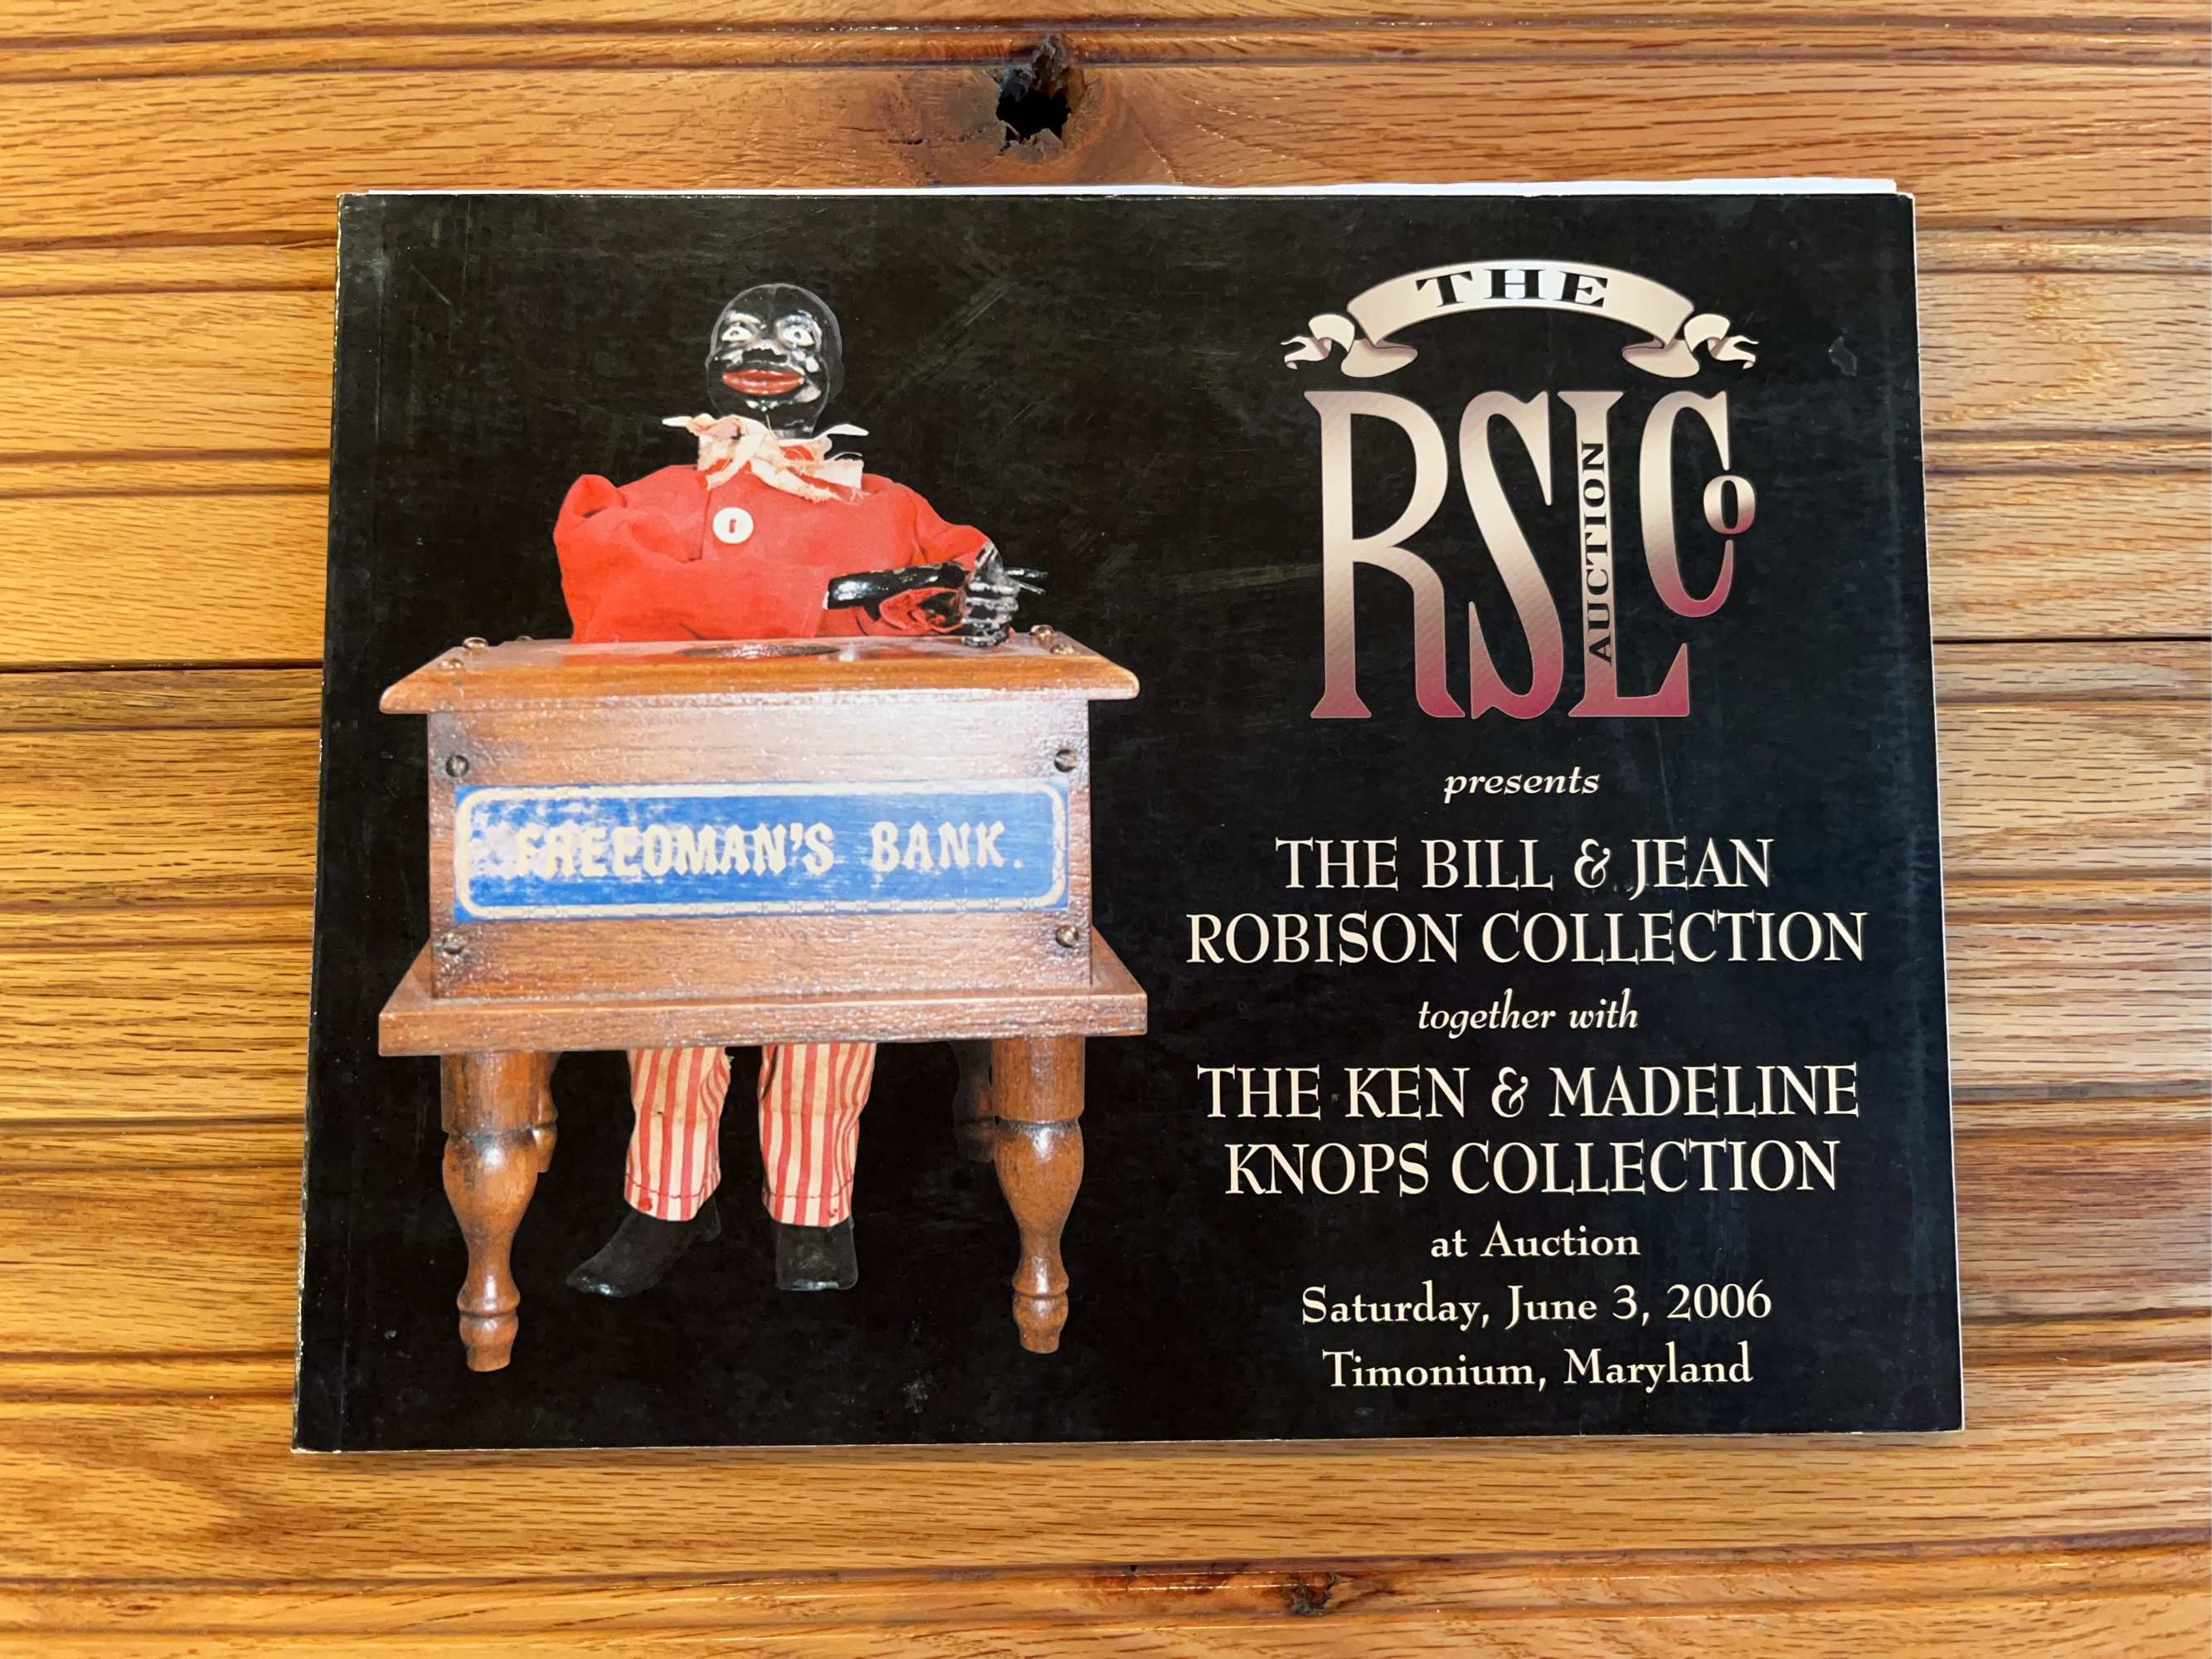 FREEDMAN'S BANK.
THE
RSL Co
AUCTION
presents
THE BILL & JEAN
ROBISON COLLECTION
together with
THE KEN & MADELINE
KNOPS COLLECTION
at Auction
Saturday, June 3, 2006
Timonium, Maryland